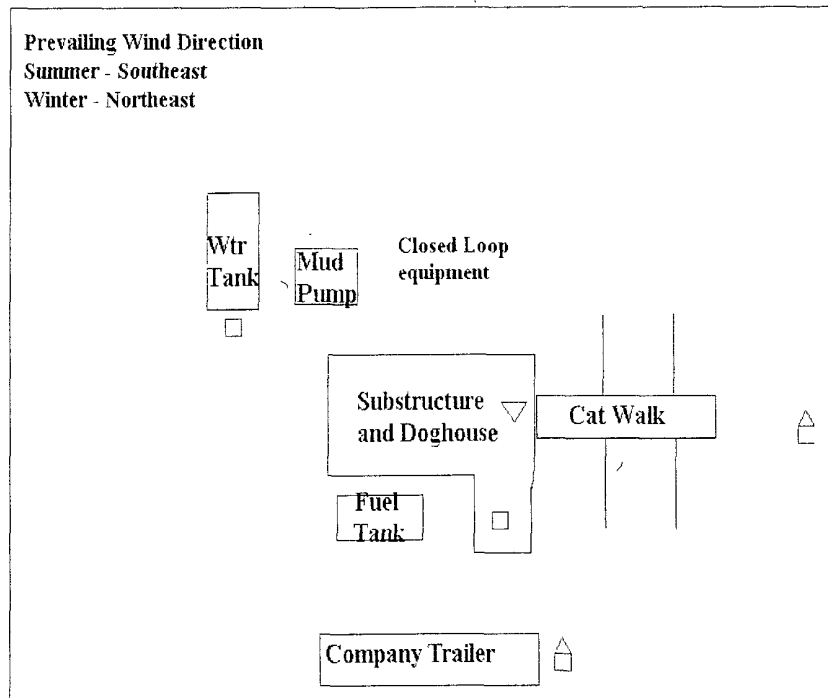 Prevailing Wind Direction
Summer - Southeast
Winter - Northeast
Wtr
Tank
Mud
Pump
Closed Loop
equipment
Substructure
and Doghouse
Cat Walk
Fuel
Tank
Company Trailer